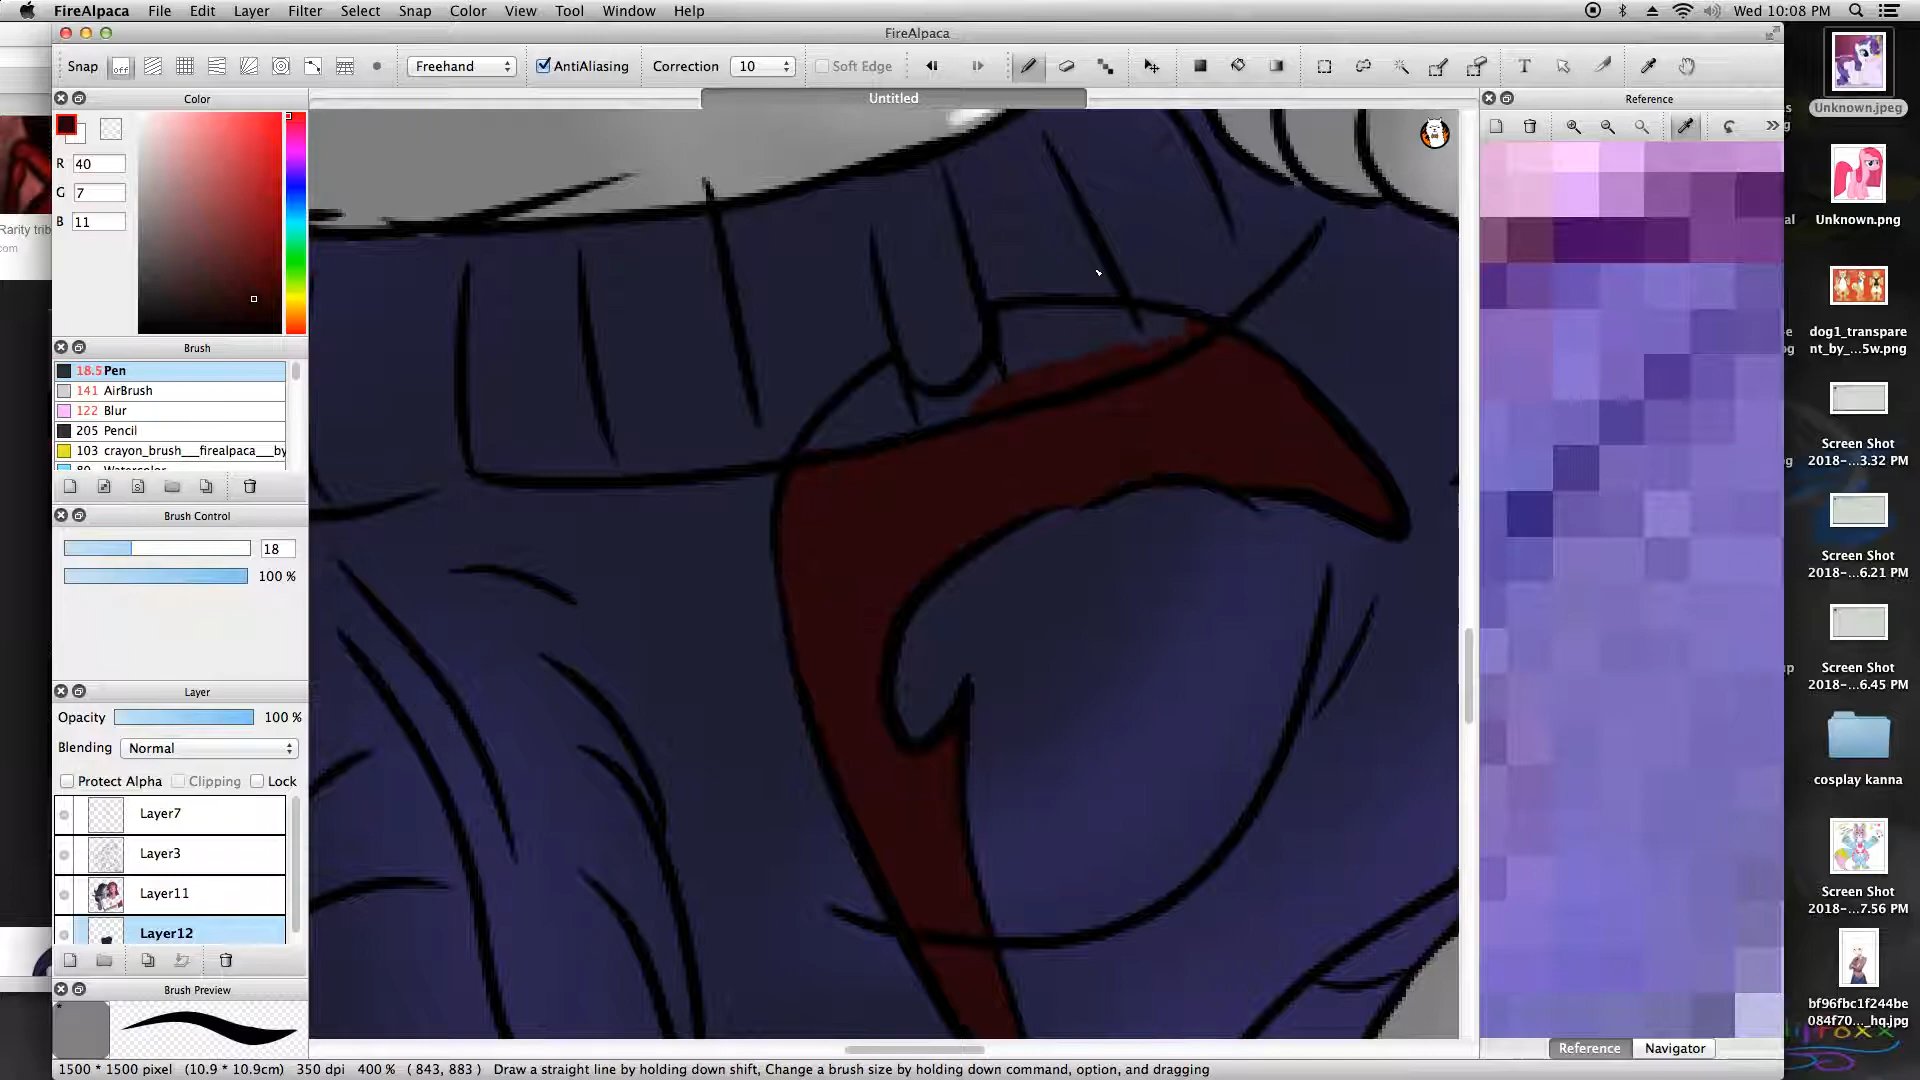 FireAlpaca File Edit Layer Filter Select Snap Color View Tool Window Help Wed 10:08 PM
FireAlpaca
Snap off Freehand AntiAliasing Correction 10 Soft Edge
Color
Untitled
Reference
R 40
G 7
B 11
Brush
18.5 Pen
141 AirBrush
122 Blur
205 Pencil
103 crayon_brush___firealpaca___by
Brush Control
18
100 %
Layer
Opacity 100 %
Blending Normal
Protect Alpha Clipping Lock
Layer7
Layer3
Layer11
Layer12
Brush Preview
Reference Navigator
1500 * 1500 pixel (10.9 * 10.9cm) 350 dpi 400 % ( 843, 883 ) Draw a straight line by holding down shift, Change a brush size by holding down command, option, and dragging
Rarity trib
com
Unknown.jpeg
Unknown.png
dog1_transpare
nt_by_...5w.png
Screen Shot
2018-...3.32 PM
Screen Shot
2018-...6.21 PM
Screen Shot
2018-...6.45 PM
cosplay kanna
Screen Shot
2018-...7.56 PM
bf96fbc1f244be
084f70..._hq.jpg